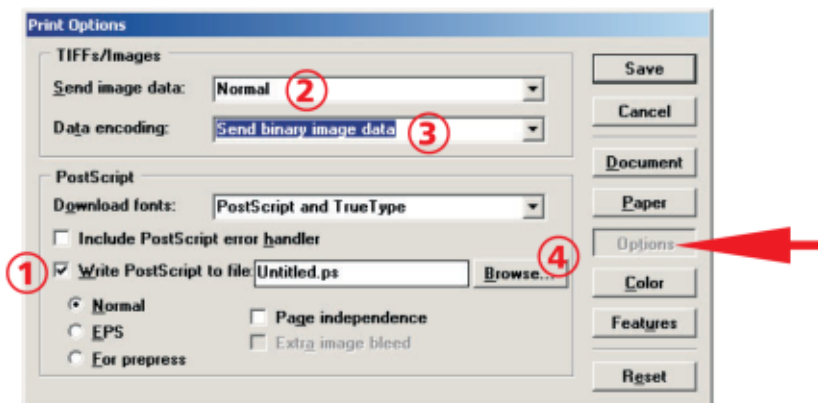 Print Options
TIFFs/Images
Send image data: Normal ②
Data encoding: Send binary image data ③
PostScript
Download fonts: PostScript and TrueType
Include PostScript error handler
① Write PostScript to file: Untitled.ps Browse... ④
Normal
EPS
For prepress
Page independence
Extra image bleed
Save
Cancel
Document
Paper
Options
Color
Features
Reset